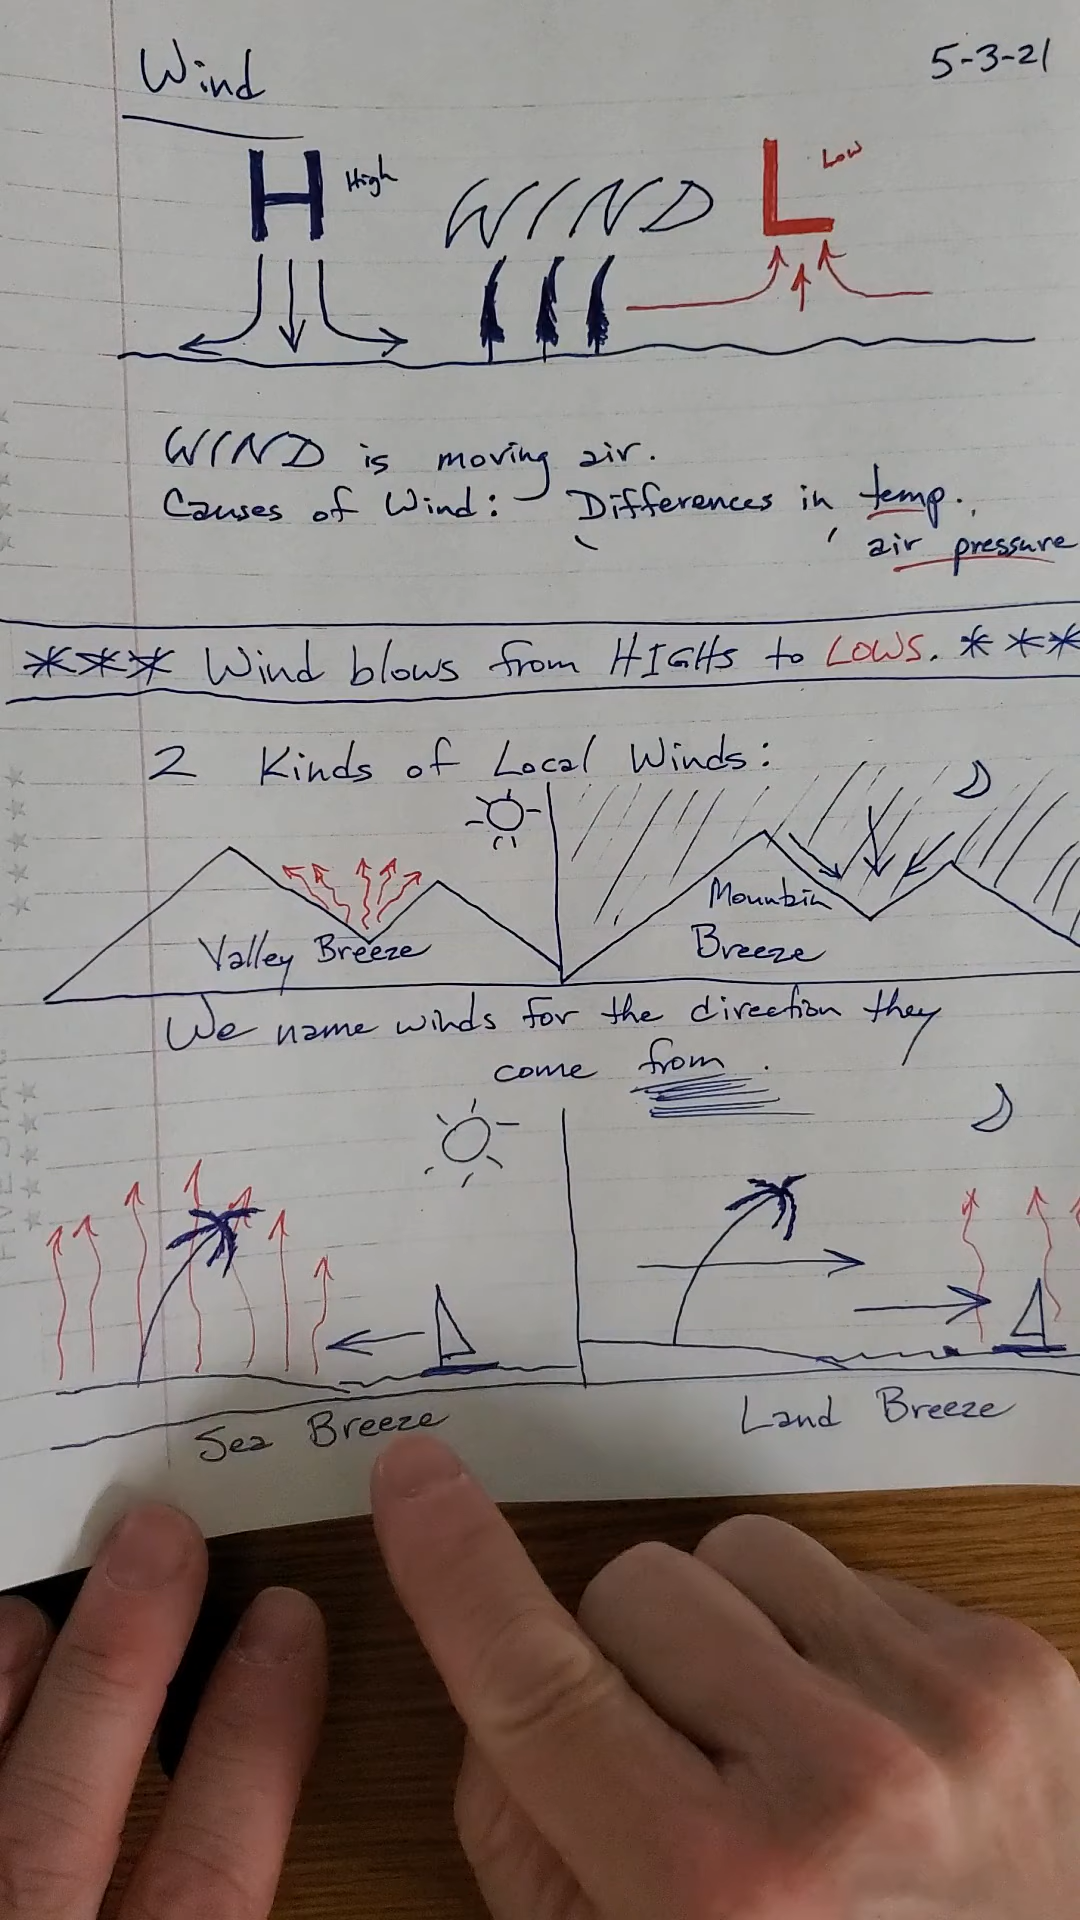 Wind
5-3-21
H High
WIND
L Low
WIND is moving air.
Causes of Wind: Differences in temp.,
air pressure
*** Wind blows from HIGHS to LOWS. ***
2 Kinds of Local Winds:
Valley Breeze
Mountain
Breeze
We name winds for the direction they
come from.
Sea Breeze
Land Breeze